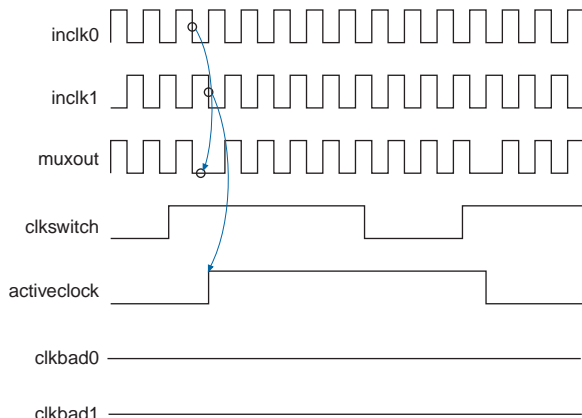 inclk0
inclk1
muxout
clkswitch
activeclock
clkbad0
clkbad1